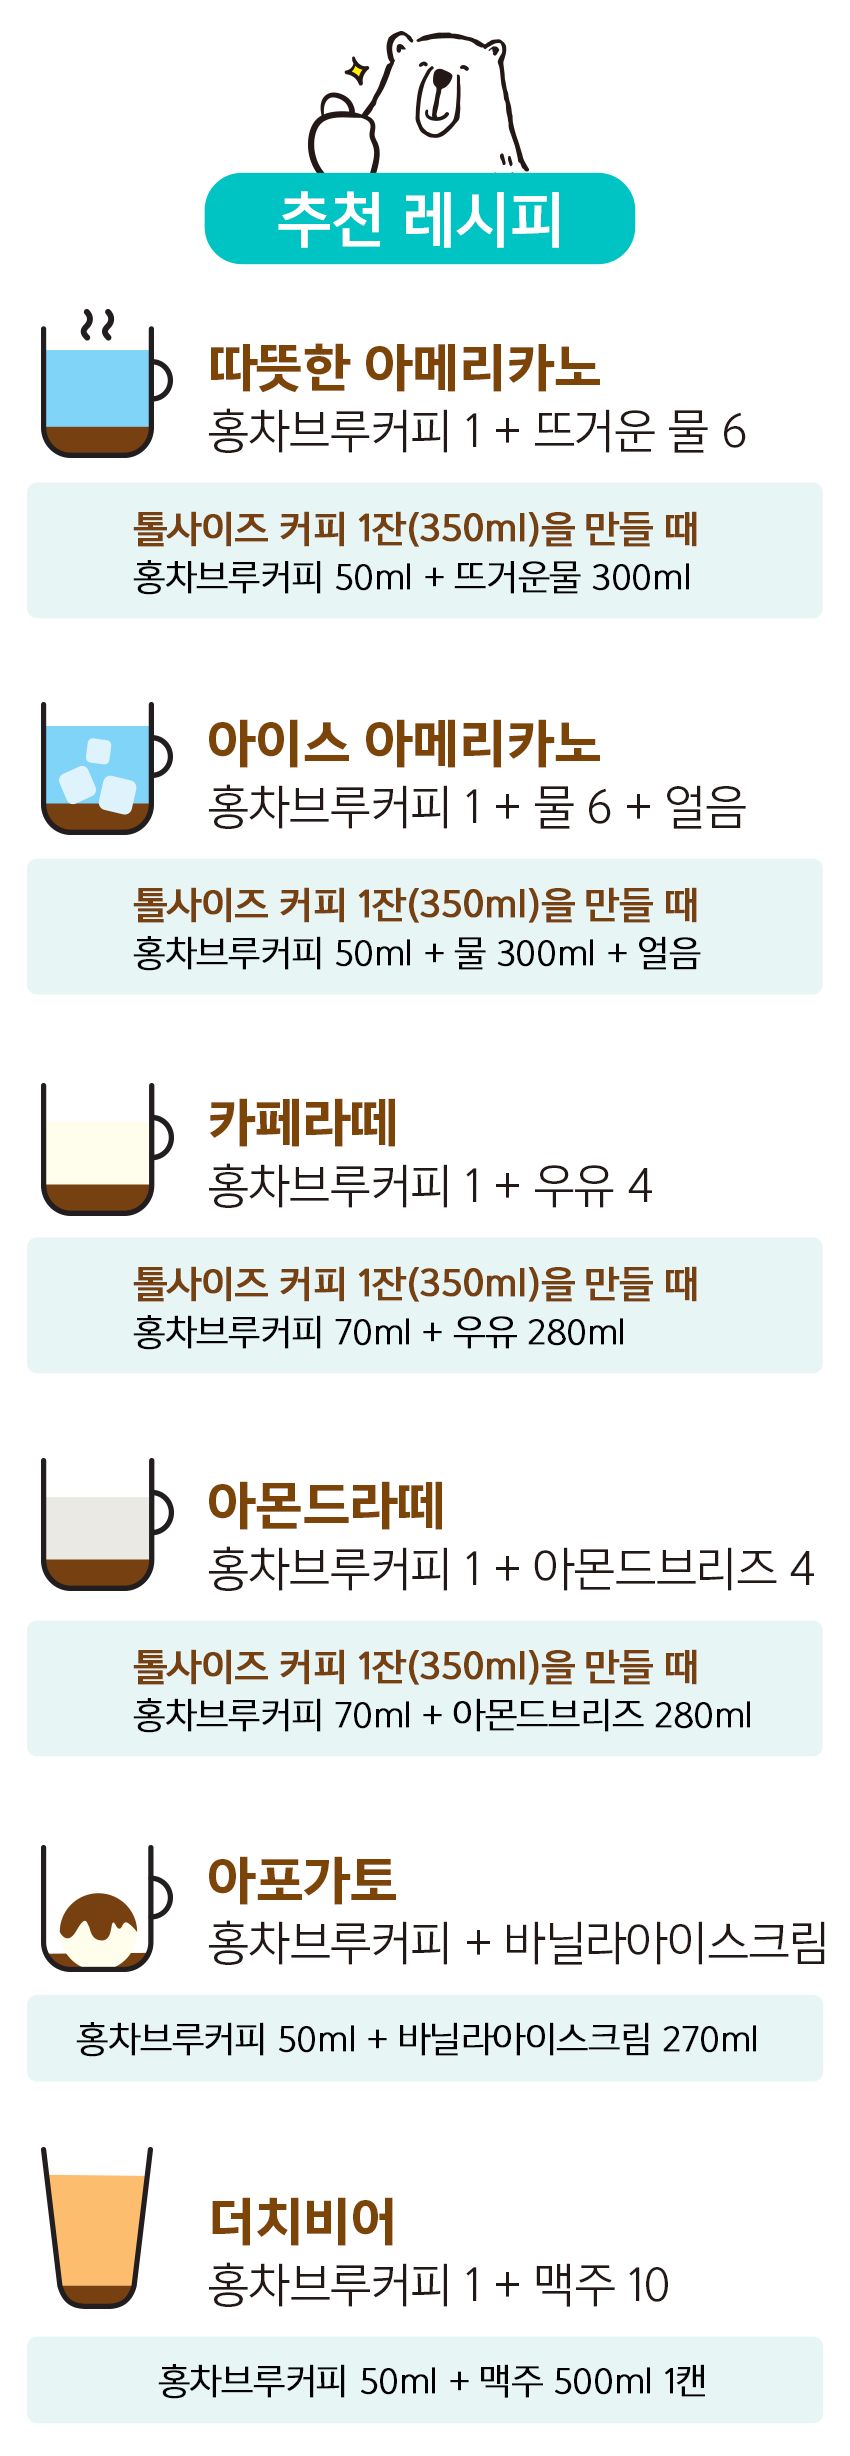 추천 레시피
따뜻한 아메리카노
홍차브루커피 1 + 뜨거운 물 6
톨사이즈 커피 1잔(350ml)을 만들 때
홍차브루커피 50ml + 뜨거운물 300ml
아이스 아메리카노
홍차브루커피 1 + 물 6 + 얼음
톨사이즈 커피 1잔(350ml)을 만들 때
홍차브루커피 50ml + 물 300ml + 얼음
카페라떼
홍차브루커피 1 + 우유 4
톨사이즈 커피 1잔(350ml)을 만들 때
홍차브루커피 70ml + 우유 280ml
아몬드라떼
홍차브루커피 1 + 아몬드브리즈 4
톨사이즈 커피 1잔(350ml)을 만들 때
홍차브루커피 70ml + 아몬드브리즈 280ml
아포가토
홍차브루커피 + 바닐라아이스크림
홍차브루커피 50ml + 바닐라아이스크림 270ml
더치비어
홍차브루커피 1 + 맥주 10
홍차브루커피 50ml + 맥주 500ml 1캔